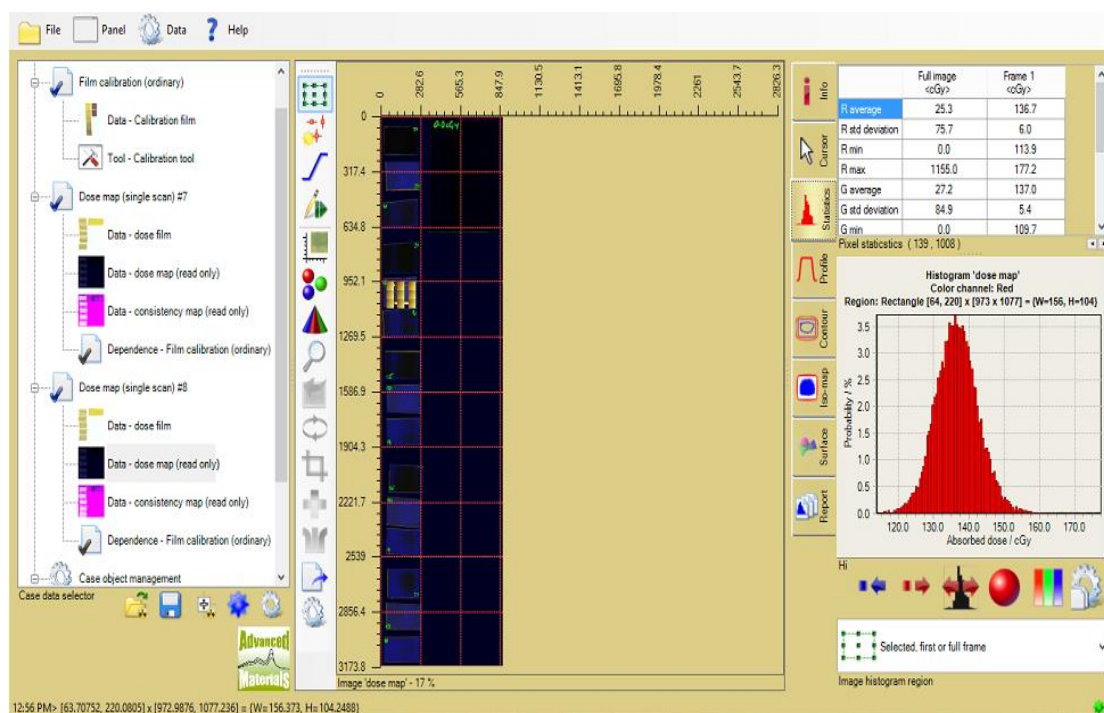 File Panel Data Help
Film calibration (ordinary)
Data - Calibration film
Tool - Calibration tool
Dose map (single scan) #7
Data - dose film
Data - dose map (read only)
Data - consistency map (read only)
Dependence - Film calibration (ordinary)
Dose map (single scan) #8
Data - dose film
Data - dose map (read only)
Data - consistency map (read only)
Dependence - Film calibration (ordinary)
Case object management
Case data selector
Advanced
Materials
0 282.6 565.3 847.9 1130.5 1413.1 1695.8 1978.4 2261 2543.7 2826.3
0
317.4
634.8
952.1
1269.5
1586.9
1904.3
2221.7
2539
2856.4
3173.8
Image 'dose map' - 17 %
Info
Cursor
Statistics
Profile
Contour
Iso-map
Surface
Report
Full image Frame 1
<cGy> <cGy>
R average 25.3 136.7
R std deviation 75.7 6.0
R min 0.0 113.9
R max 1155.0 177.2
G average 27.2 137.0
G std deviation 84.9 5.4
G min 0.0 109.7
Pixel staticstics ( 139 , 1008 )
Histogram 'dose map'
Color channel: Red
Region: Rectangle [64, 220] x [973 x 1077] = {W=156, H=104}
Probability / %
3.5
3.0
2.5
2.0
1.5
1.0
0.5
0.0
120.0 130.0 140.0 150.0 160.0 170.0
Absorbed dose / cGy
Hi
Selected, first or full frame
Image histogram region
12:56 PM> [63.70752, 220.0805] x [972.9876, 1077.236] = {W=156.373, H=104.2488}